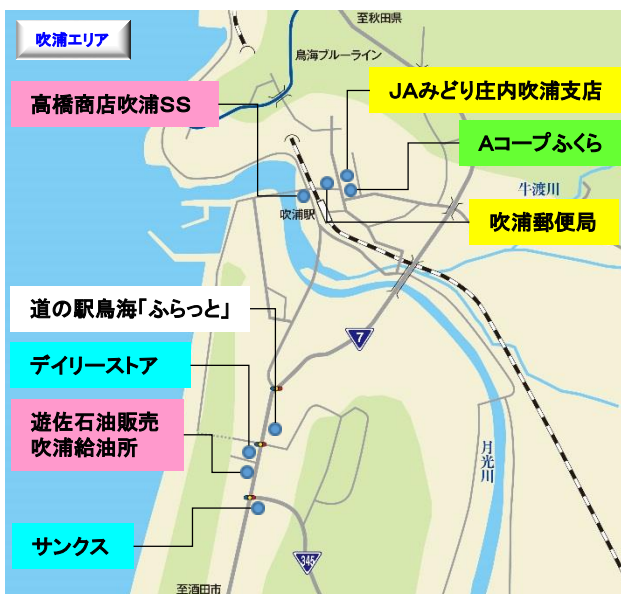 吹浦エリア
至秋田県
鳥海ブルーライン
高橋商店吹浦SS
JAみどり庄内吹浦支店
Aコープふくら
牛渡川
吹浦駅
吹浦郵便局
道の駅鳥海「ふらっと」
7
デイリーストア
遊佐石油販売
吹浦給油所
月光川
サンクス
345
至酒田市